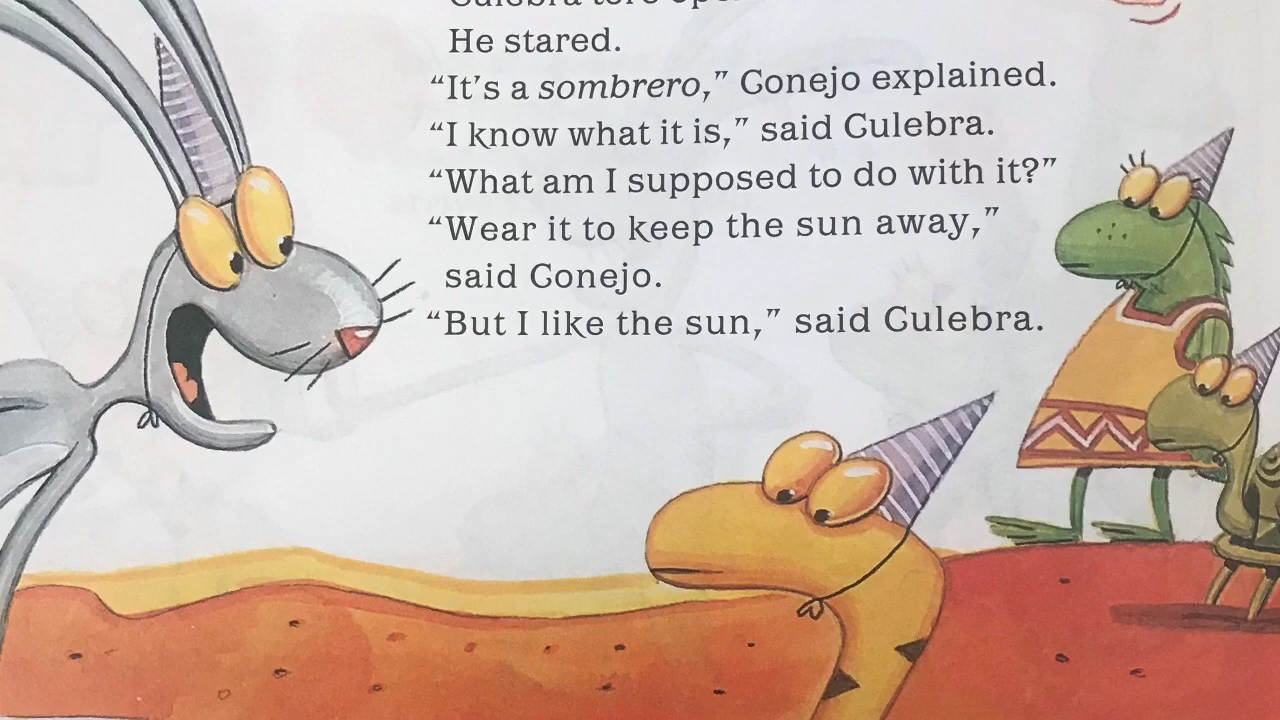 He stared.
“It’s a sombrero,” Conejo explained.
“I know what it is,” said Culebra.
“What am I supposed to do with it?”
“Wear it to keep the sun away,”
said Conejo.
“But I like the sun,” said Culebra.